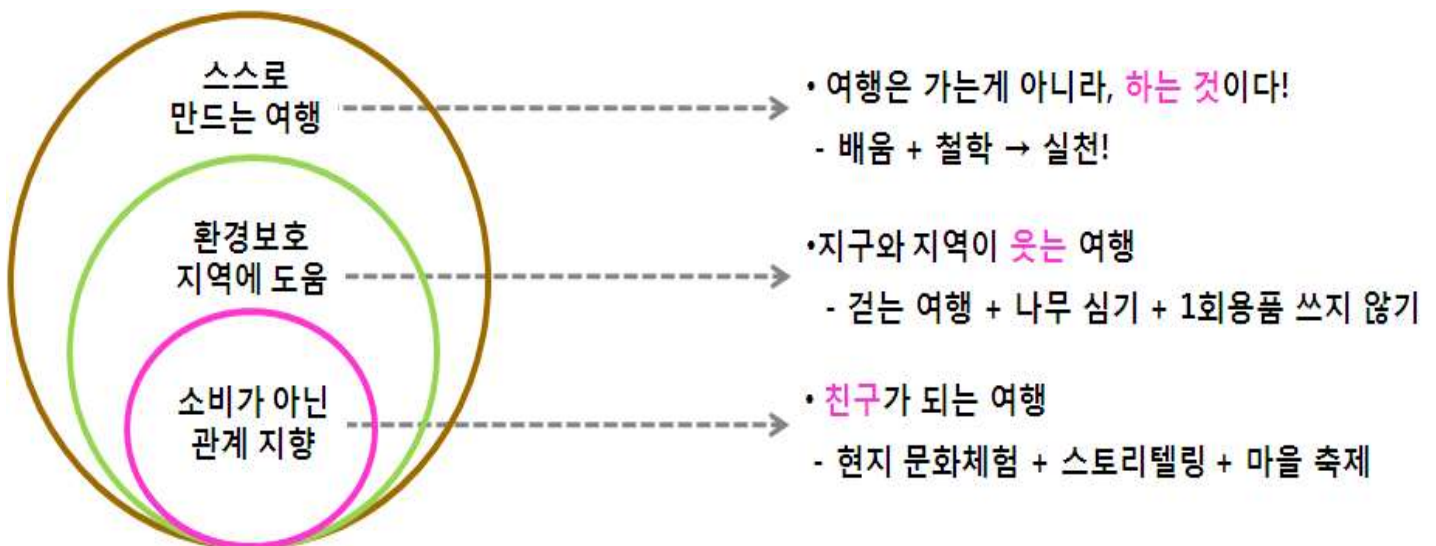 스스로
만드는 여행
• 여행은 가는게 아니라, 하는 것이다!
- 배움 + 철학 → 실천!
환경보호
지역에 도움
•지구와 지역이 웃는 여행
- 걷는 여행 + 나무 심기 + 1회용품 쓰지 않기
소비가 아닌
관계 지향
• 친구가 되는 여행
- 현지 문화체험 + 스토리텔링 + 마을 축제